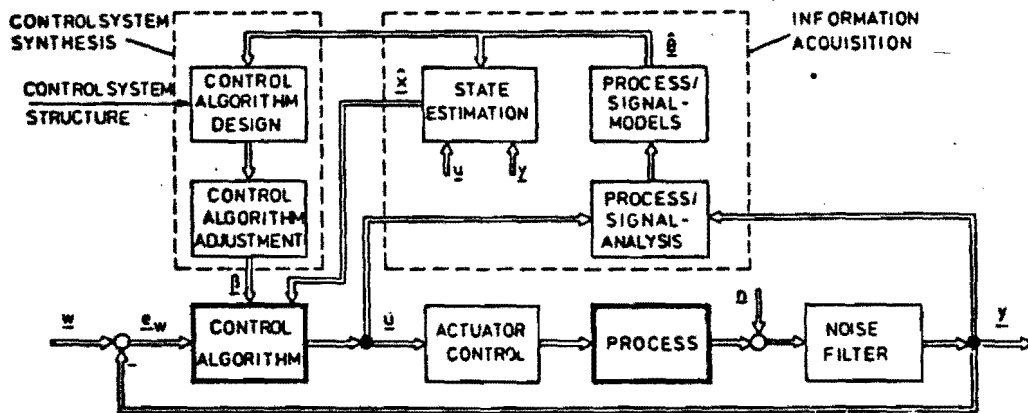 CONTROL SYSTEM
SYNTHESIS
INFORMATION
ACQUISITION
CONTROL SYSTEM
STRUCTURE
CONTROL
ALGORITHM
DESIGN
x̂
STATE
ESTIMATION
Θ̂
PROCESS/
SIGNAL-
MODELS
u
y
CONTROL
ALGORITHM
ADJUSTMENT
PROCESS/
SIGNAL-
ANALYSIS
β
n
w
e_w
-
CONTROL
ALGORITHM
u
ACTUATOR
CONTROL
PROCESS
NOISE
FILTER
y